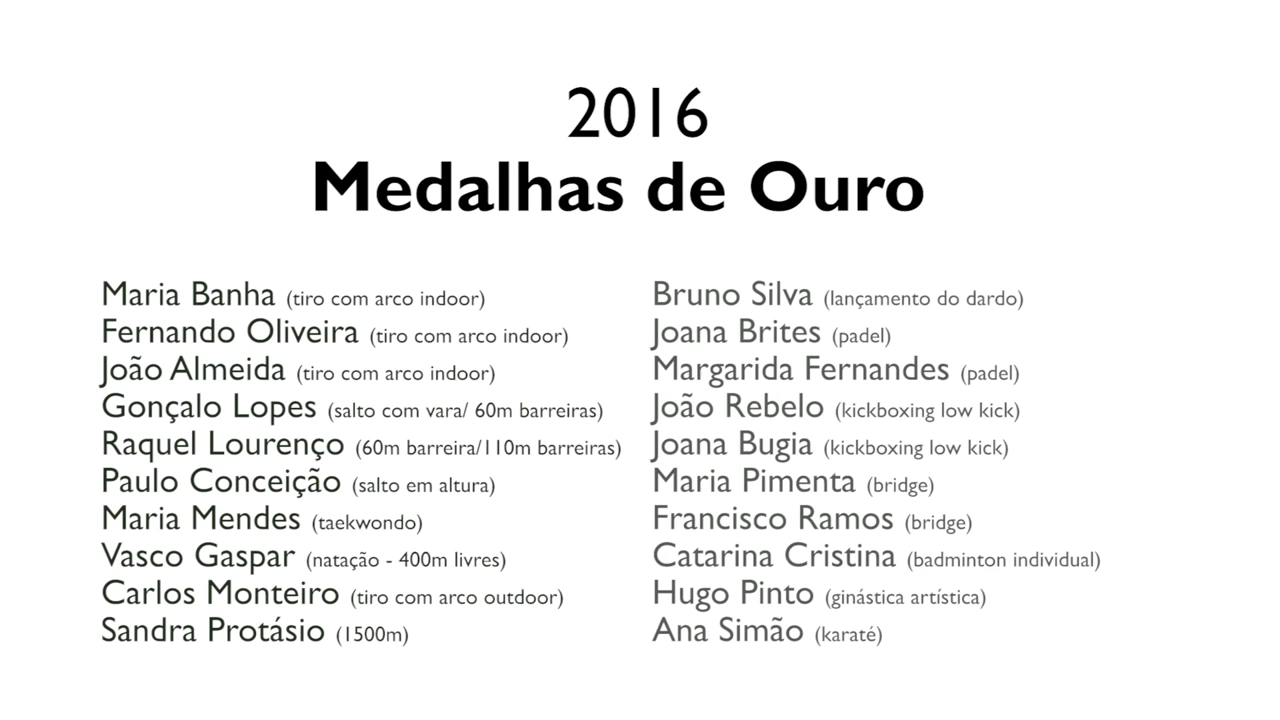 2016
Medalhas de Ouro
Maria Banha (tiro com arco indoor)
Fernando Oliveira (tiro com arco indoor)
João Almeida (tiro com arco indoor)
Gonçalo Lopes (salto com vara/ 60m barreiras)
Raquel Lourenço (60m barreira/110m barreiras)
Paulo Conceição (salto em altura)
Maria Mendes (taekwondo)
Vasco Gaspar (natação - 400m livres)
Carlos Monteiro (tiro com arco outdoor)
Sandra Protásio (1500m)
Bruno Silva (lançamento do dardo)
Joana Brites (padel)
Margarida Fernandes (padel)
João Rebelo (kickboxing low kick)
Joana Bugia (kickboxing low kick)
Maria Pimenta (bridge)
Francisco Ramos (bridge)
Catarina Cristina (badminton individual)
Hugo Pinto (ginástica artística)
Ana Simão (karaté)